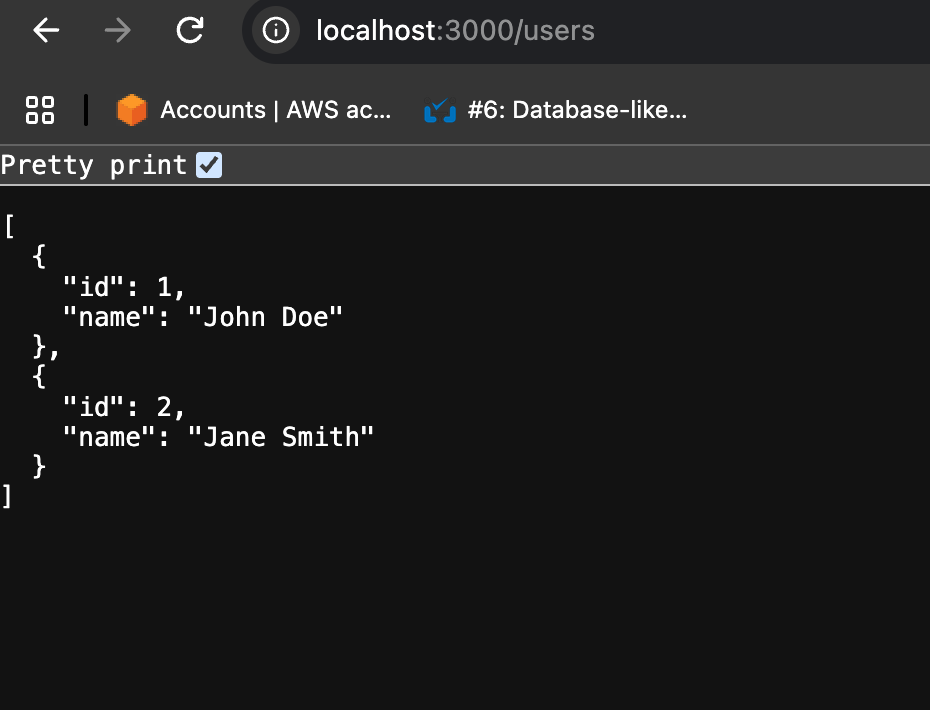 localhost:3000/users
Accounts | AWS ac... #6: Database-like...
Pretty print
[
  {
    "id": 1,
    "name": "John Doe"
  },
  {
    "id": 2,
    "name": "Jane Smith"
  }
]